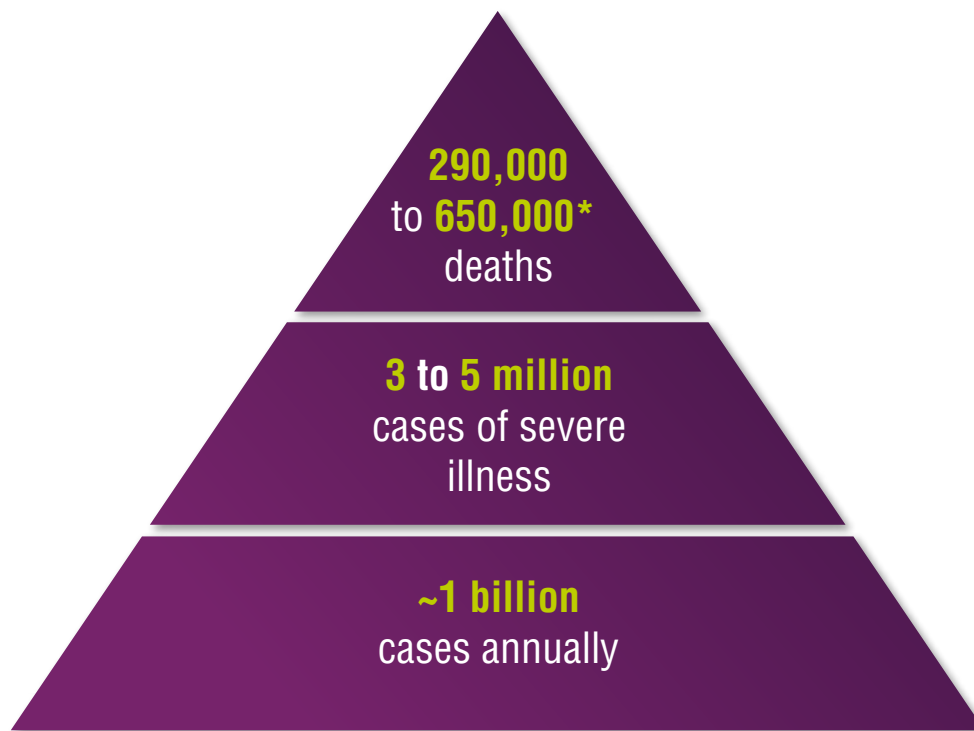 290,000
to 650,000*
deaths
3 to 5 million
cases of severe
illness
~1 billion
cases annually